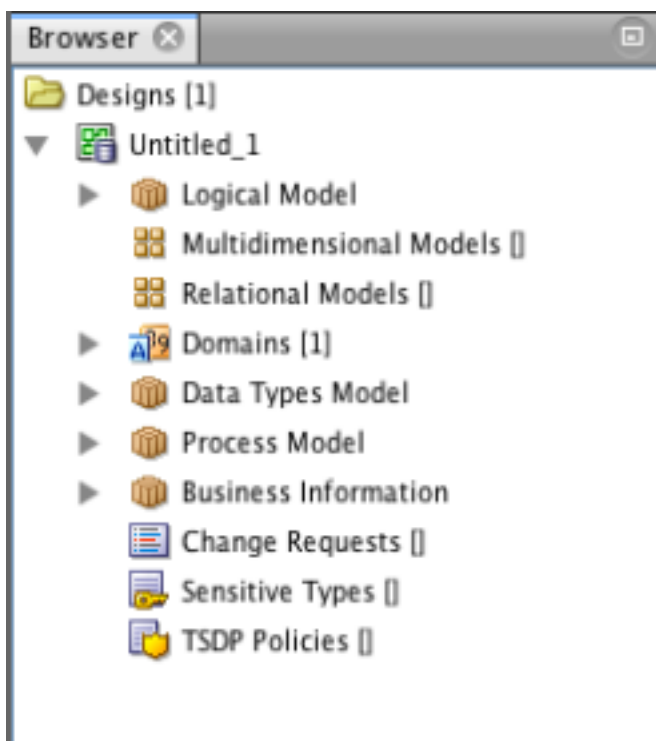 Browser
Designs [1]
Untitled_1
Logical Model
Multidimensional Models []
Relational Models []
Domains [1]
Data Types Model
Process Model
Business Information
Change Requests []
Sensitive Types []
TSDP Policies []